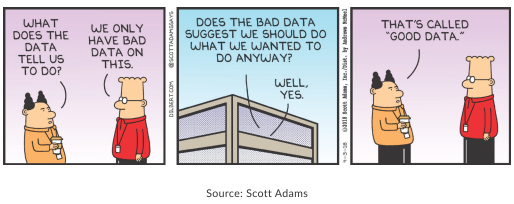 WHAT
DOES THE
DATA
TELL US
TO DO?
WE ONLY
HAVE BAD
DATA ON
THIS.
@SCOTTADAMSSAYS
DILBERT.COM
DOES THE BAD DATA
SUGGEST WE SHOULD DO
WHAT WE WANTED TO
DO ANYWAY?
WELL,
YES.
4-3-18 ©2018 Scott Adams, Inc./Dist. by Andrews McMeel
THAT'S CALLED
"GOOD DATA."
Source: Scott Adams